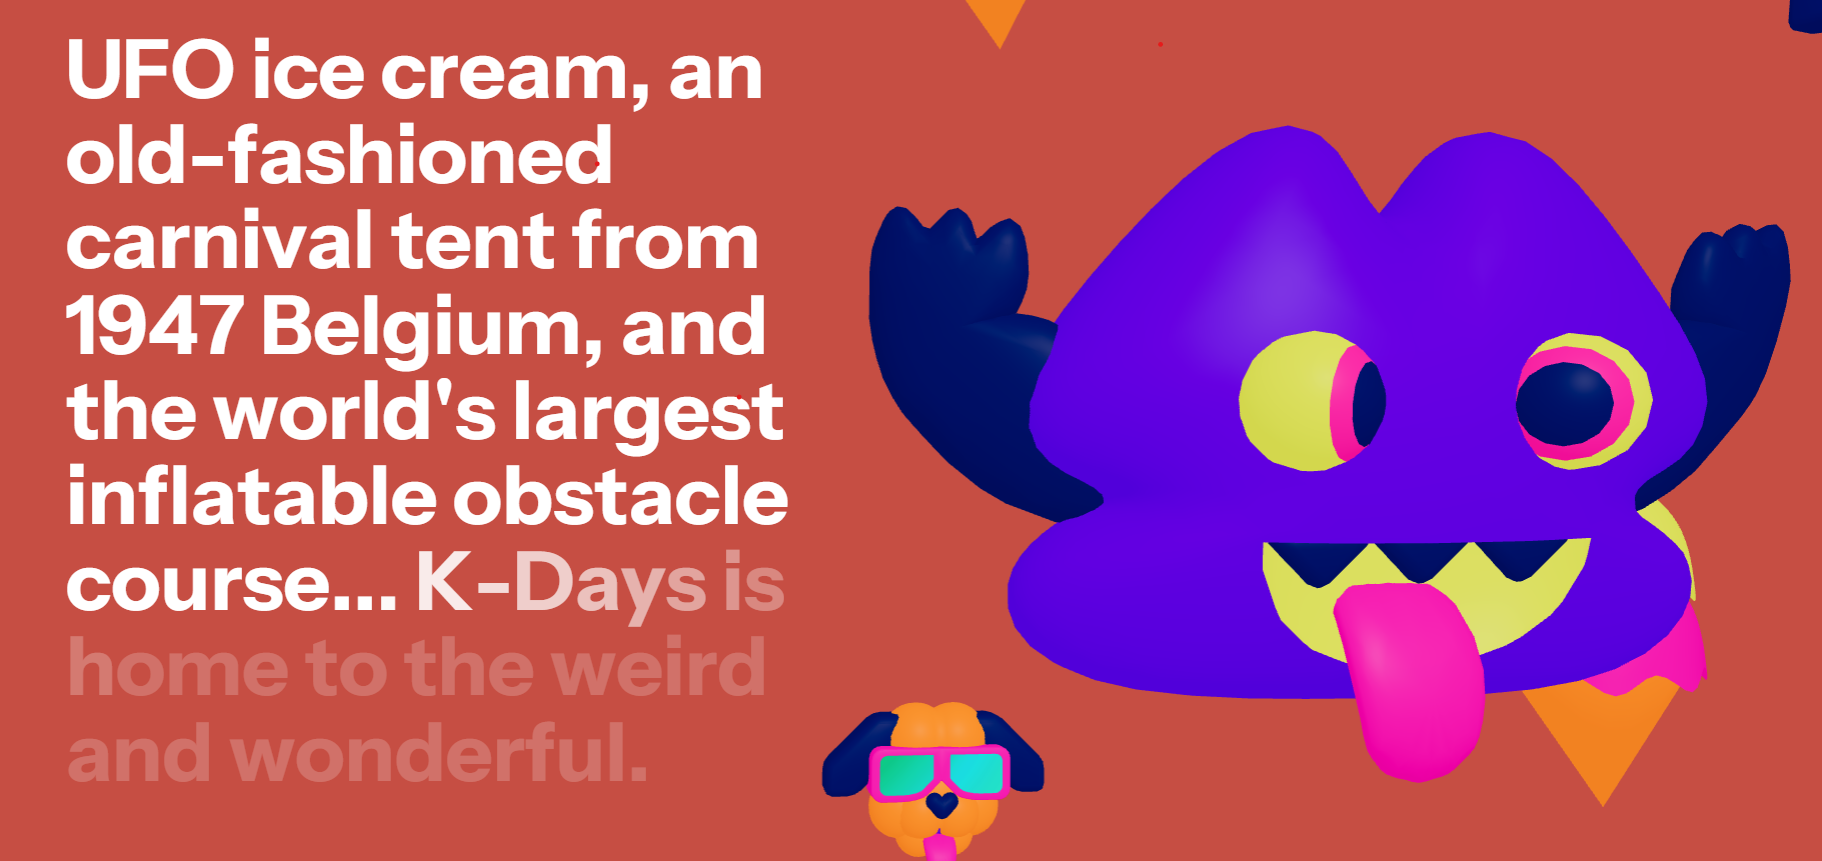 UFO ice cream, an
old-fashioned
carnival tent from
1947 Belgium, and
the world's largest
inflatable obstacle
course... K-Days is
home to the weird
and wonderful.